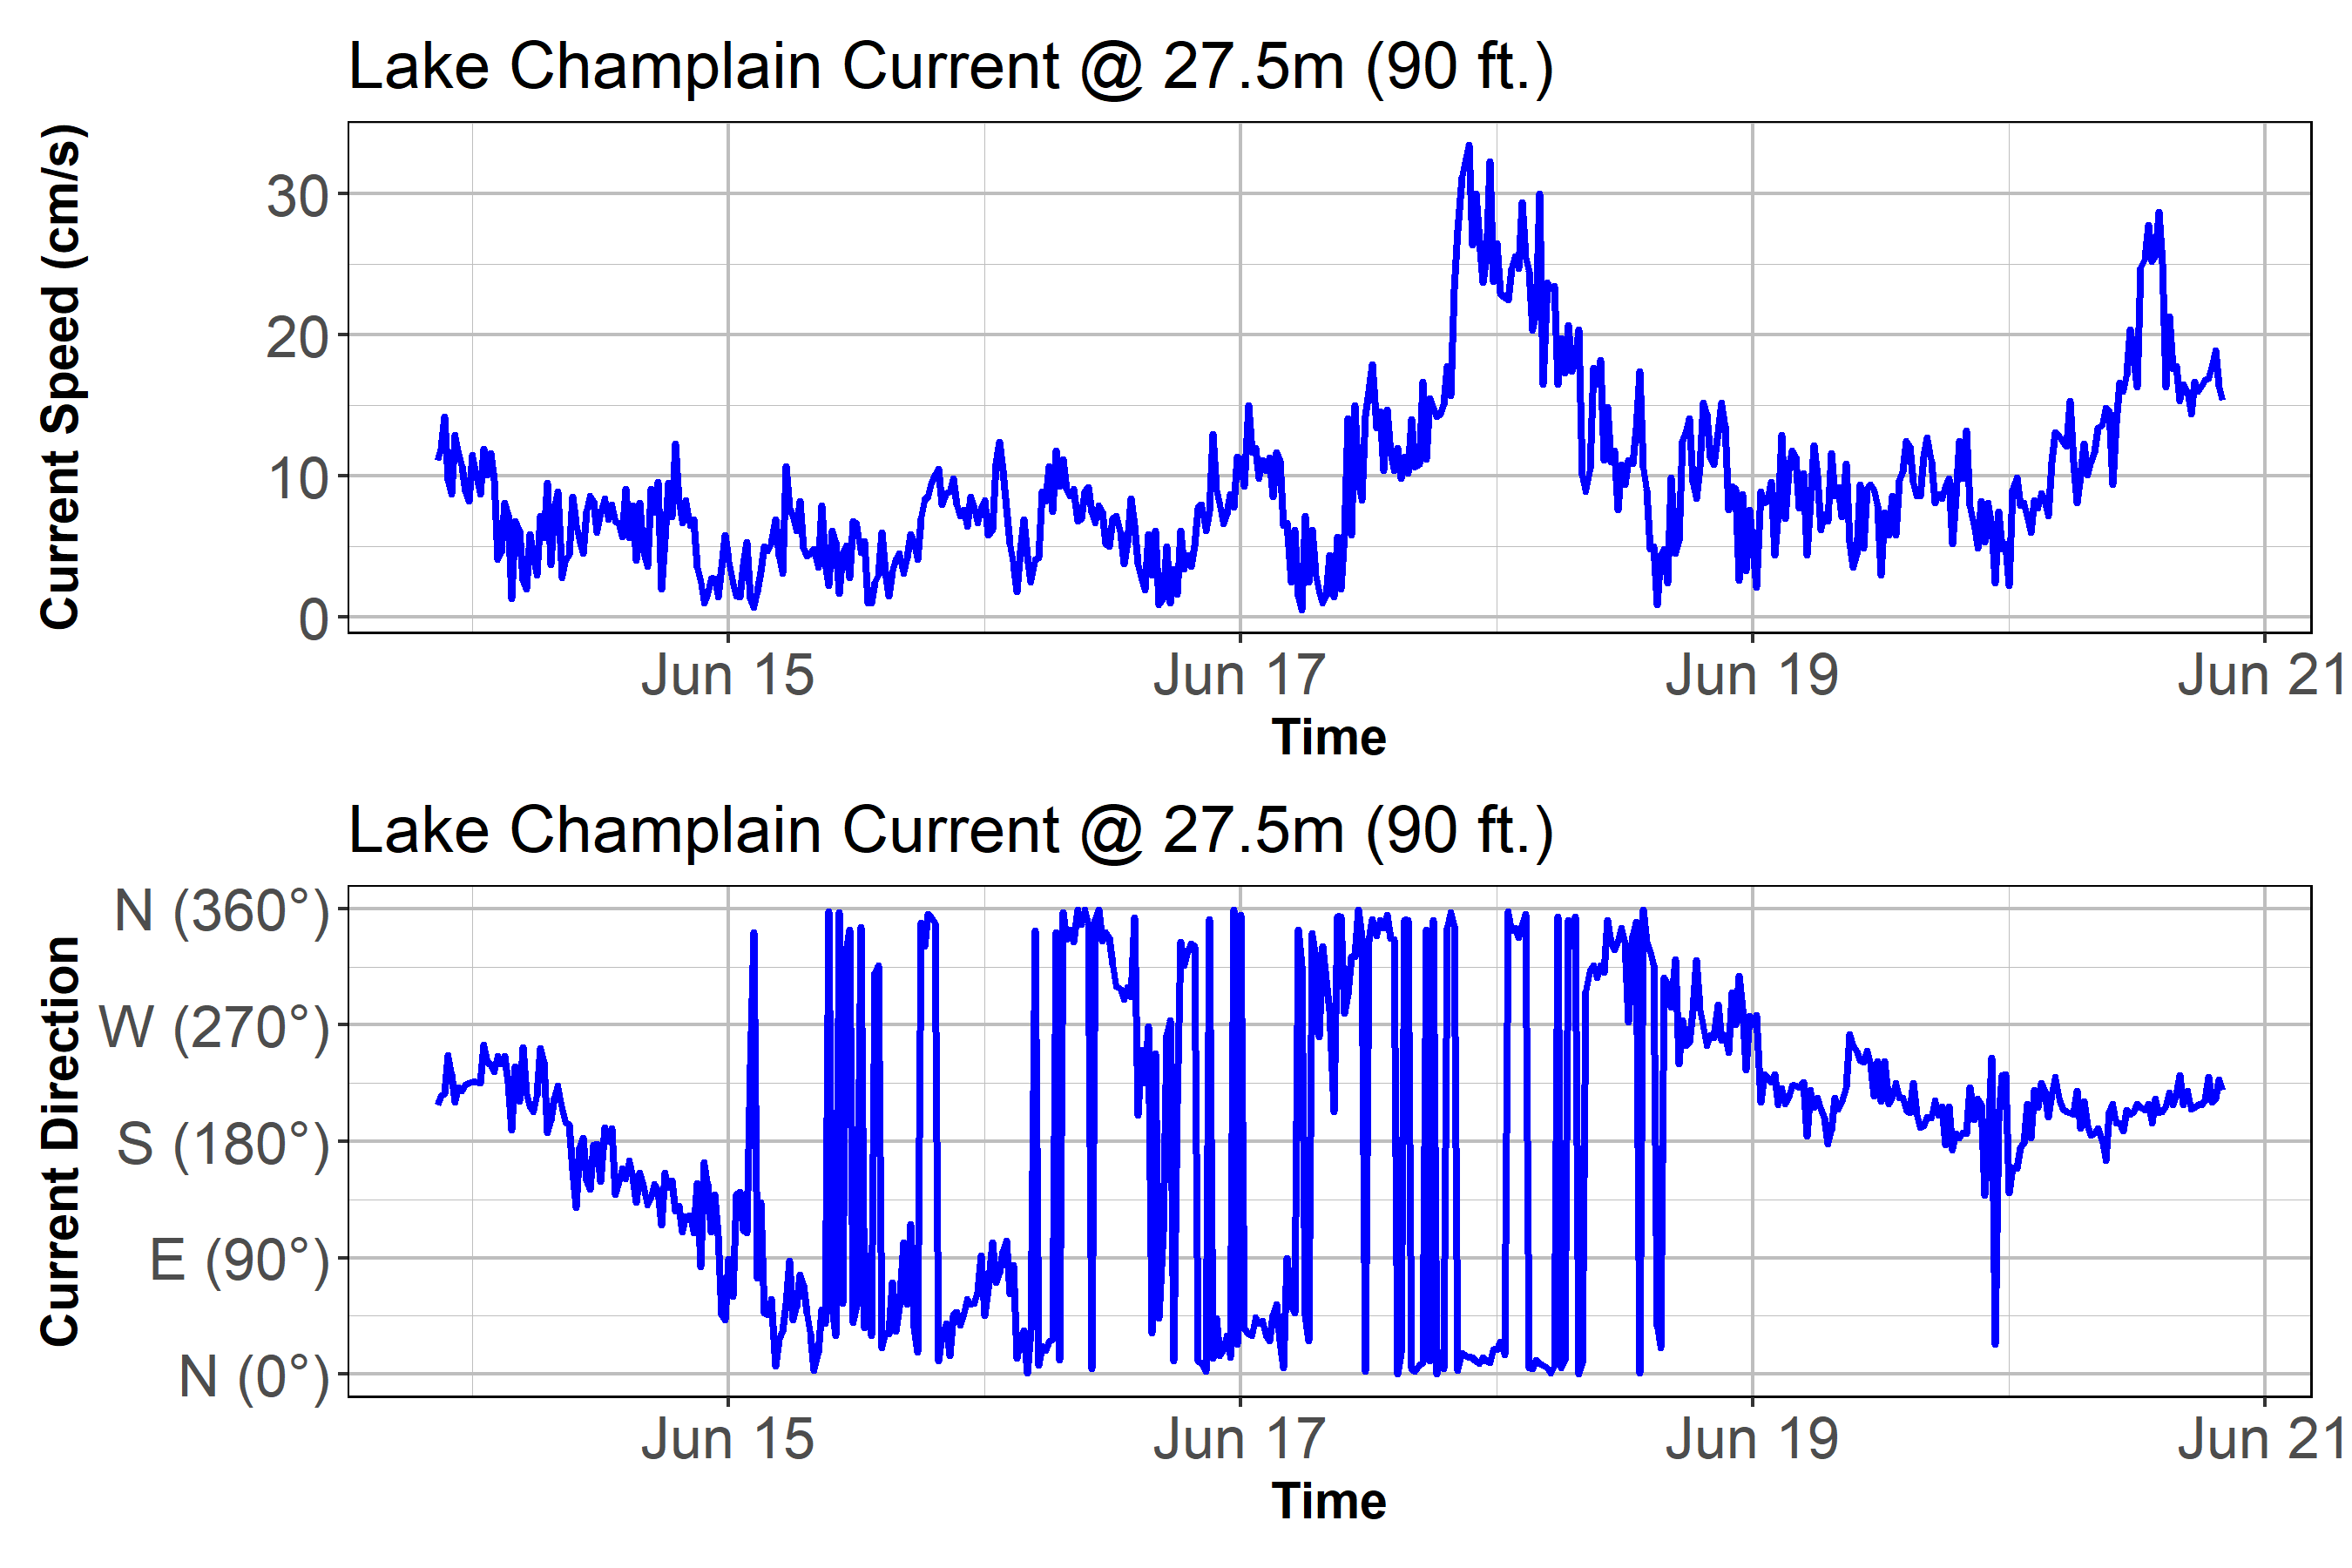 Lake Champlain Current @ 27.5m (90 ft.)
Current Speed (cm/s)
30
20
10
0
Jun 15 Jun 17 Jun 19 Jun 21
Time
Lake Champlain Current @ 27.5m (90 ft.)
Current Direction
N (360°)
W (270°)
S (180°)
E (90°)
N (0°)
Jun 15 Jun 17 Jun 19 Jun 21
Time